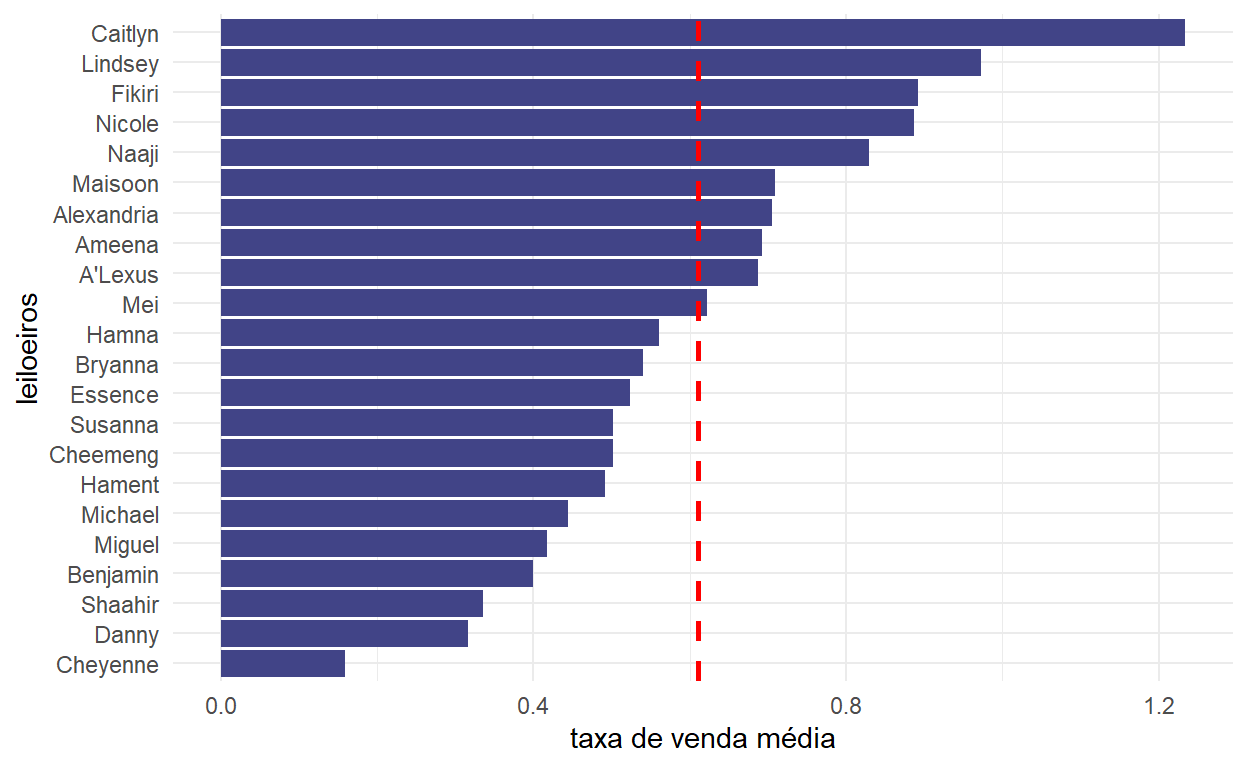 Caitlyn
Lindsey
Fikiri
Nicole
Naaji
Maisoon
Alexandria
Ameena
A'Lexus
Mei
Hamna
Bryanna
Essence
Susanna
Cheemeng
Hament
Michael
Miguel
Benjamin
Shaahir
Danny
Cheyenne
leiloeiros
0.0 0.4 0.8 1.2
taxa de venda média